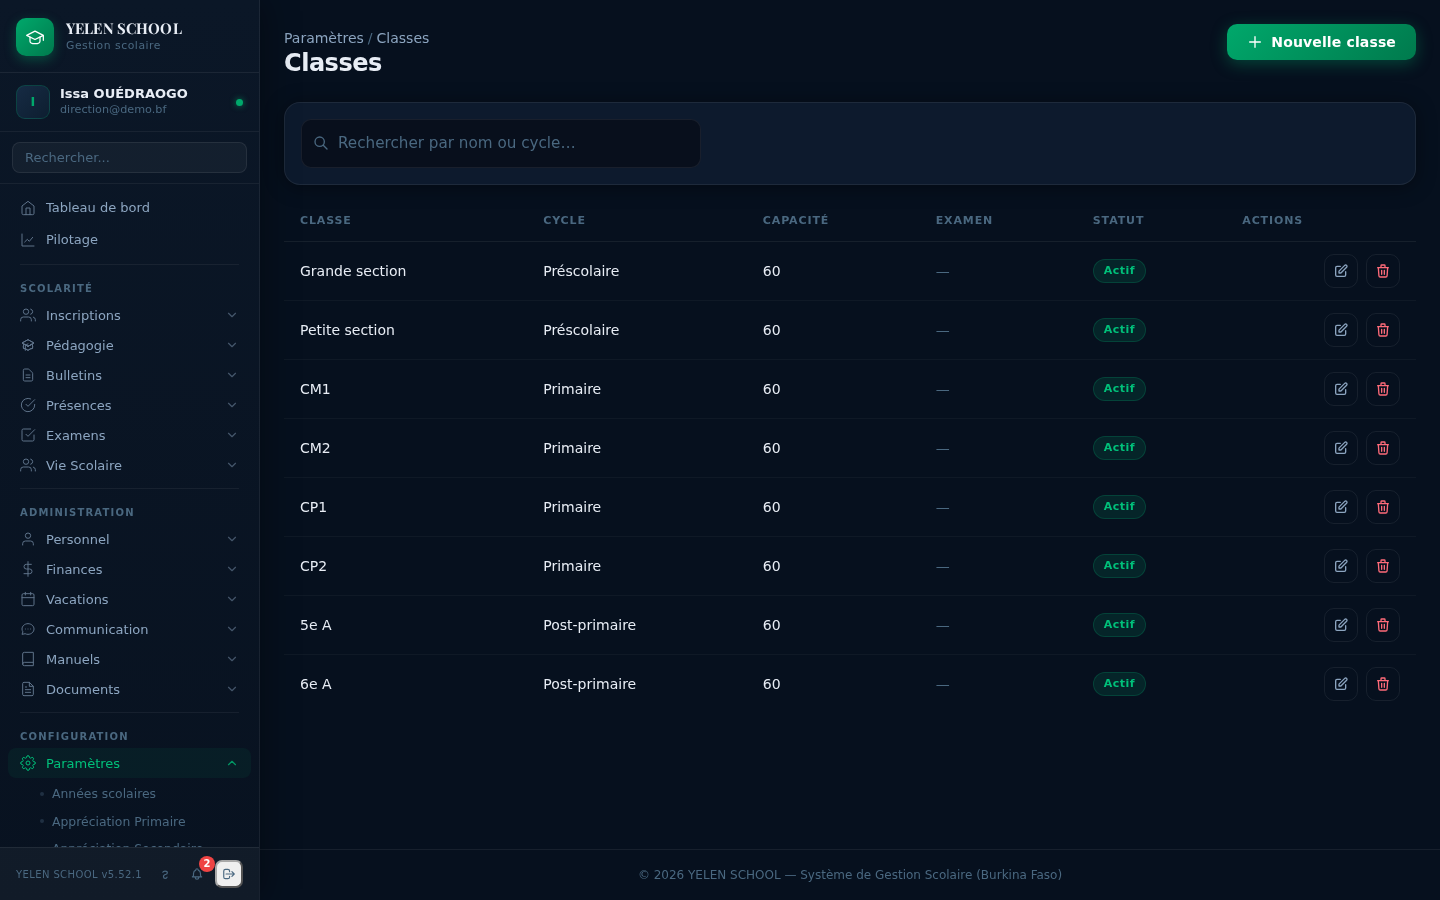 YELEN SCHOOL
Gestion scolaire
I
Issa OUÉDRAOGO
direction@demo.bf
Rechercher...
Tableau de bord
Pilotage
SCOLARITÉ
Inscriptions
Pédagogie
Bulletins
Présences
Examens
Vie Scolaire
ADMINISTRATION
Personnel
Finances
Vacations
Communication
Manuels
Documents
CONFIGURATION
Paramètres
Années scolaires
Appréciation Primaire
Appréciation Secondaire
YELEN SCHOOL v5.52.1
2
Paramètres / Classes
Classes
Nouvelle classe
Rechercher par nom ou cycle...
CLASSE CYCLE CAPACITÉ EXAMEN STATUT ACTIONS
Grande section Préscolaire 60 — Actif
Petite section Préscolaire 60 — Actif
CM1 Primaire 60 — Actif
CM2 Primaire 60 — Actif
CP1 Primaire 60 — Actif
CP2 Primaire 60 — Actif
5e A Post-primaire 60 — Actif
6e A Post-primaire 60 — Actif
© 2026 YELEN SCHOOL — Système de Gestion Scolaire (Burkina Faso)